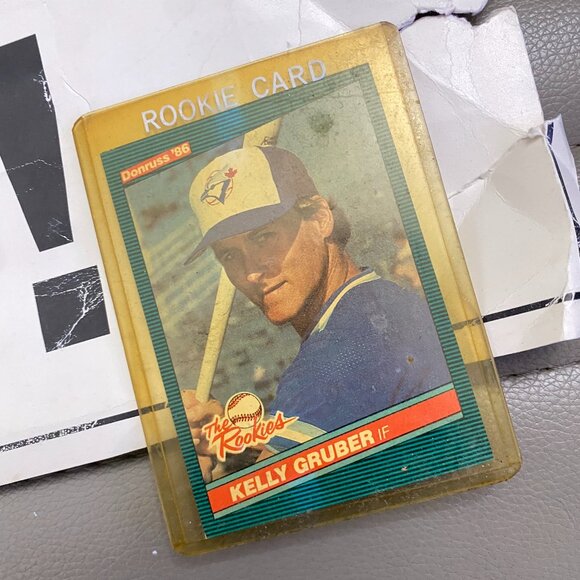 ROOKIE CARD
Donruss '86
The
Rookies
KELLY GRUBER IF
!